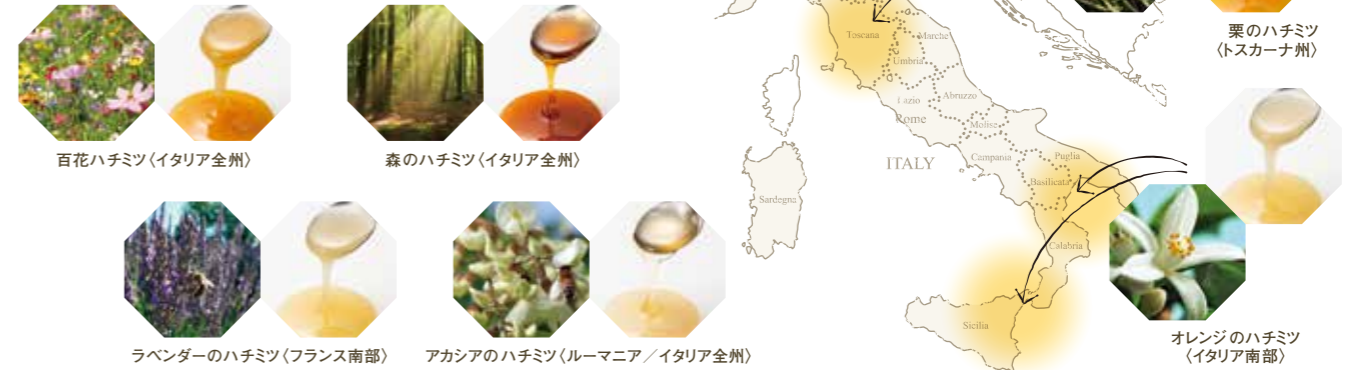 百花ハチミツ〈イタリア全州〉
森のハチミツ〈イタリア全州〉
ラベンダーのハチミツ〈フランス南部〉
アカシアのハチミツ〈ルーマニア／イタリア全州〉
Toscana
Marche
Umbria
Lazio
Rome
Abruzzo
Molise
ITALY
Campania
Puglia
Basilicata
Sardegna
Calabria
Sicilia
栗のハチミツ
〈トスカーナ州〉
オレンジのハチミツ
〈イタリア南部〉